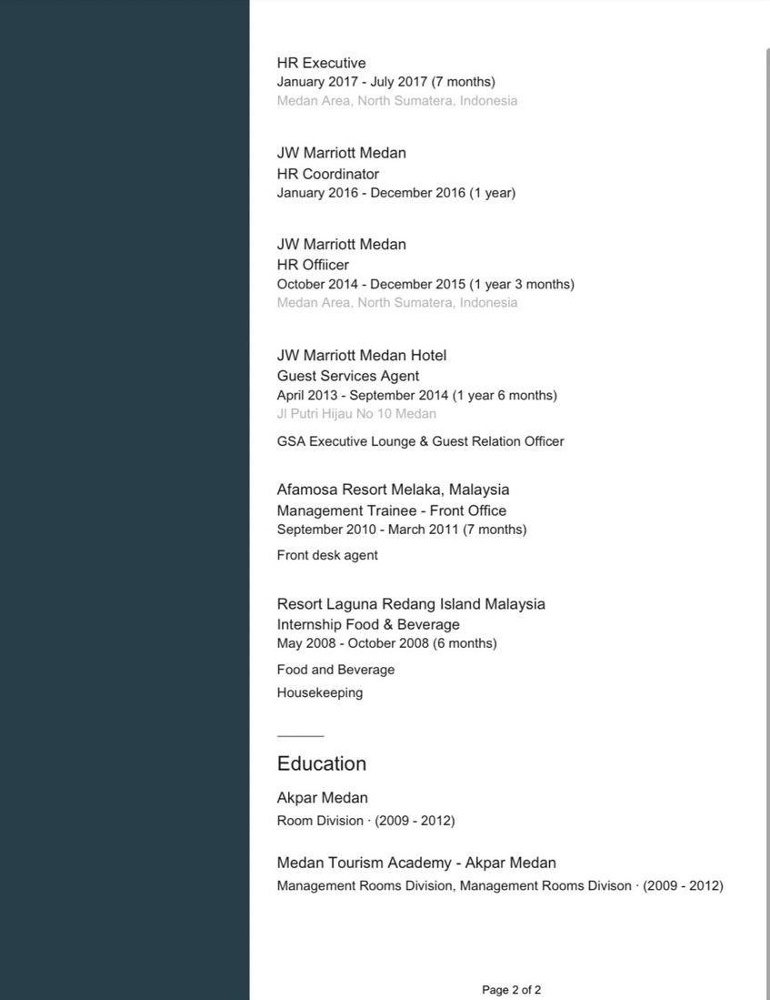 HR Executive
January 2017 - July 2017 (7 months)
Medan Area, North Sumatera, Indonesia
JW Marriott Medan
HR Coordinator
January 2016 - December 2016 (1 year)
JW Marriott Medan
HR Offiicer
October 2014 - December 2015 (1 year 3 months)
Medan Area, North Sumatera, Indonesia
JW Marriott Medan Hotel
Guest Services Agent
April 2013 - September 2014 (1 year 6 months)
Jl Putri Hijau No 10 Medan
GSA Executive Lounge & Guest Relation Officer
Afamosa Resort Melaka, Malaysia
Management Trainee - Front Office
September 2010 - March 2011 (7 months)
Front desk agent
Resort Laguna Redang Island Malaysia
Internship Food & Beverage
May 2008 - October 2008 (6 months)
Food and Beverage
Housekeeping
Education
Akpar Medan
Room Division · (2009 - 2012)
Medan Tourism Academy - Akpar Medan
Management Rooms Division, Management Rooms Divison · (2009 - 2012)
Page 2 of 2